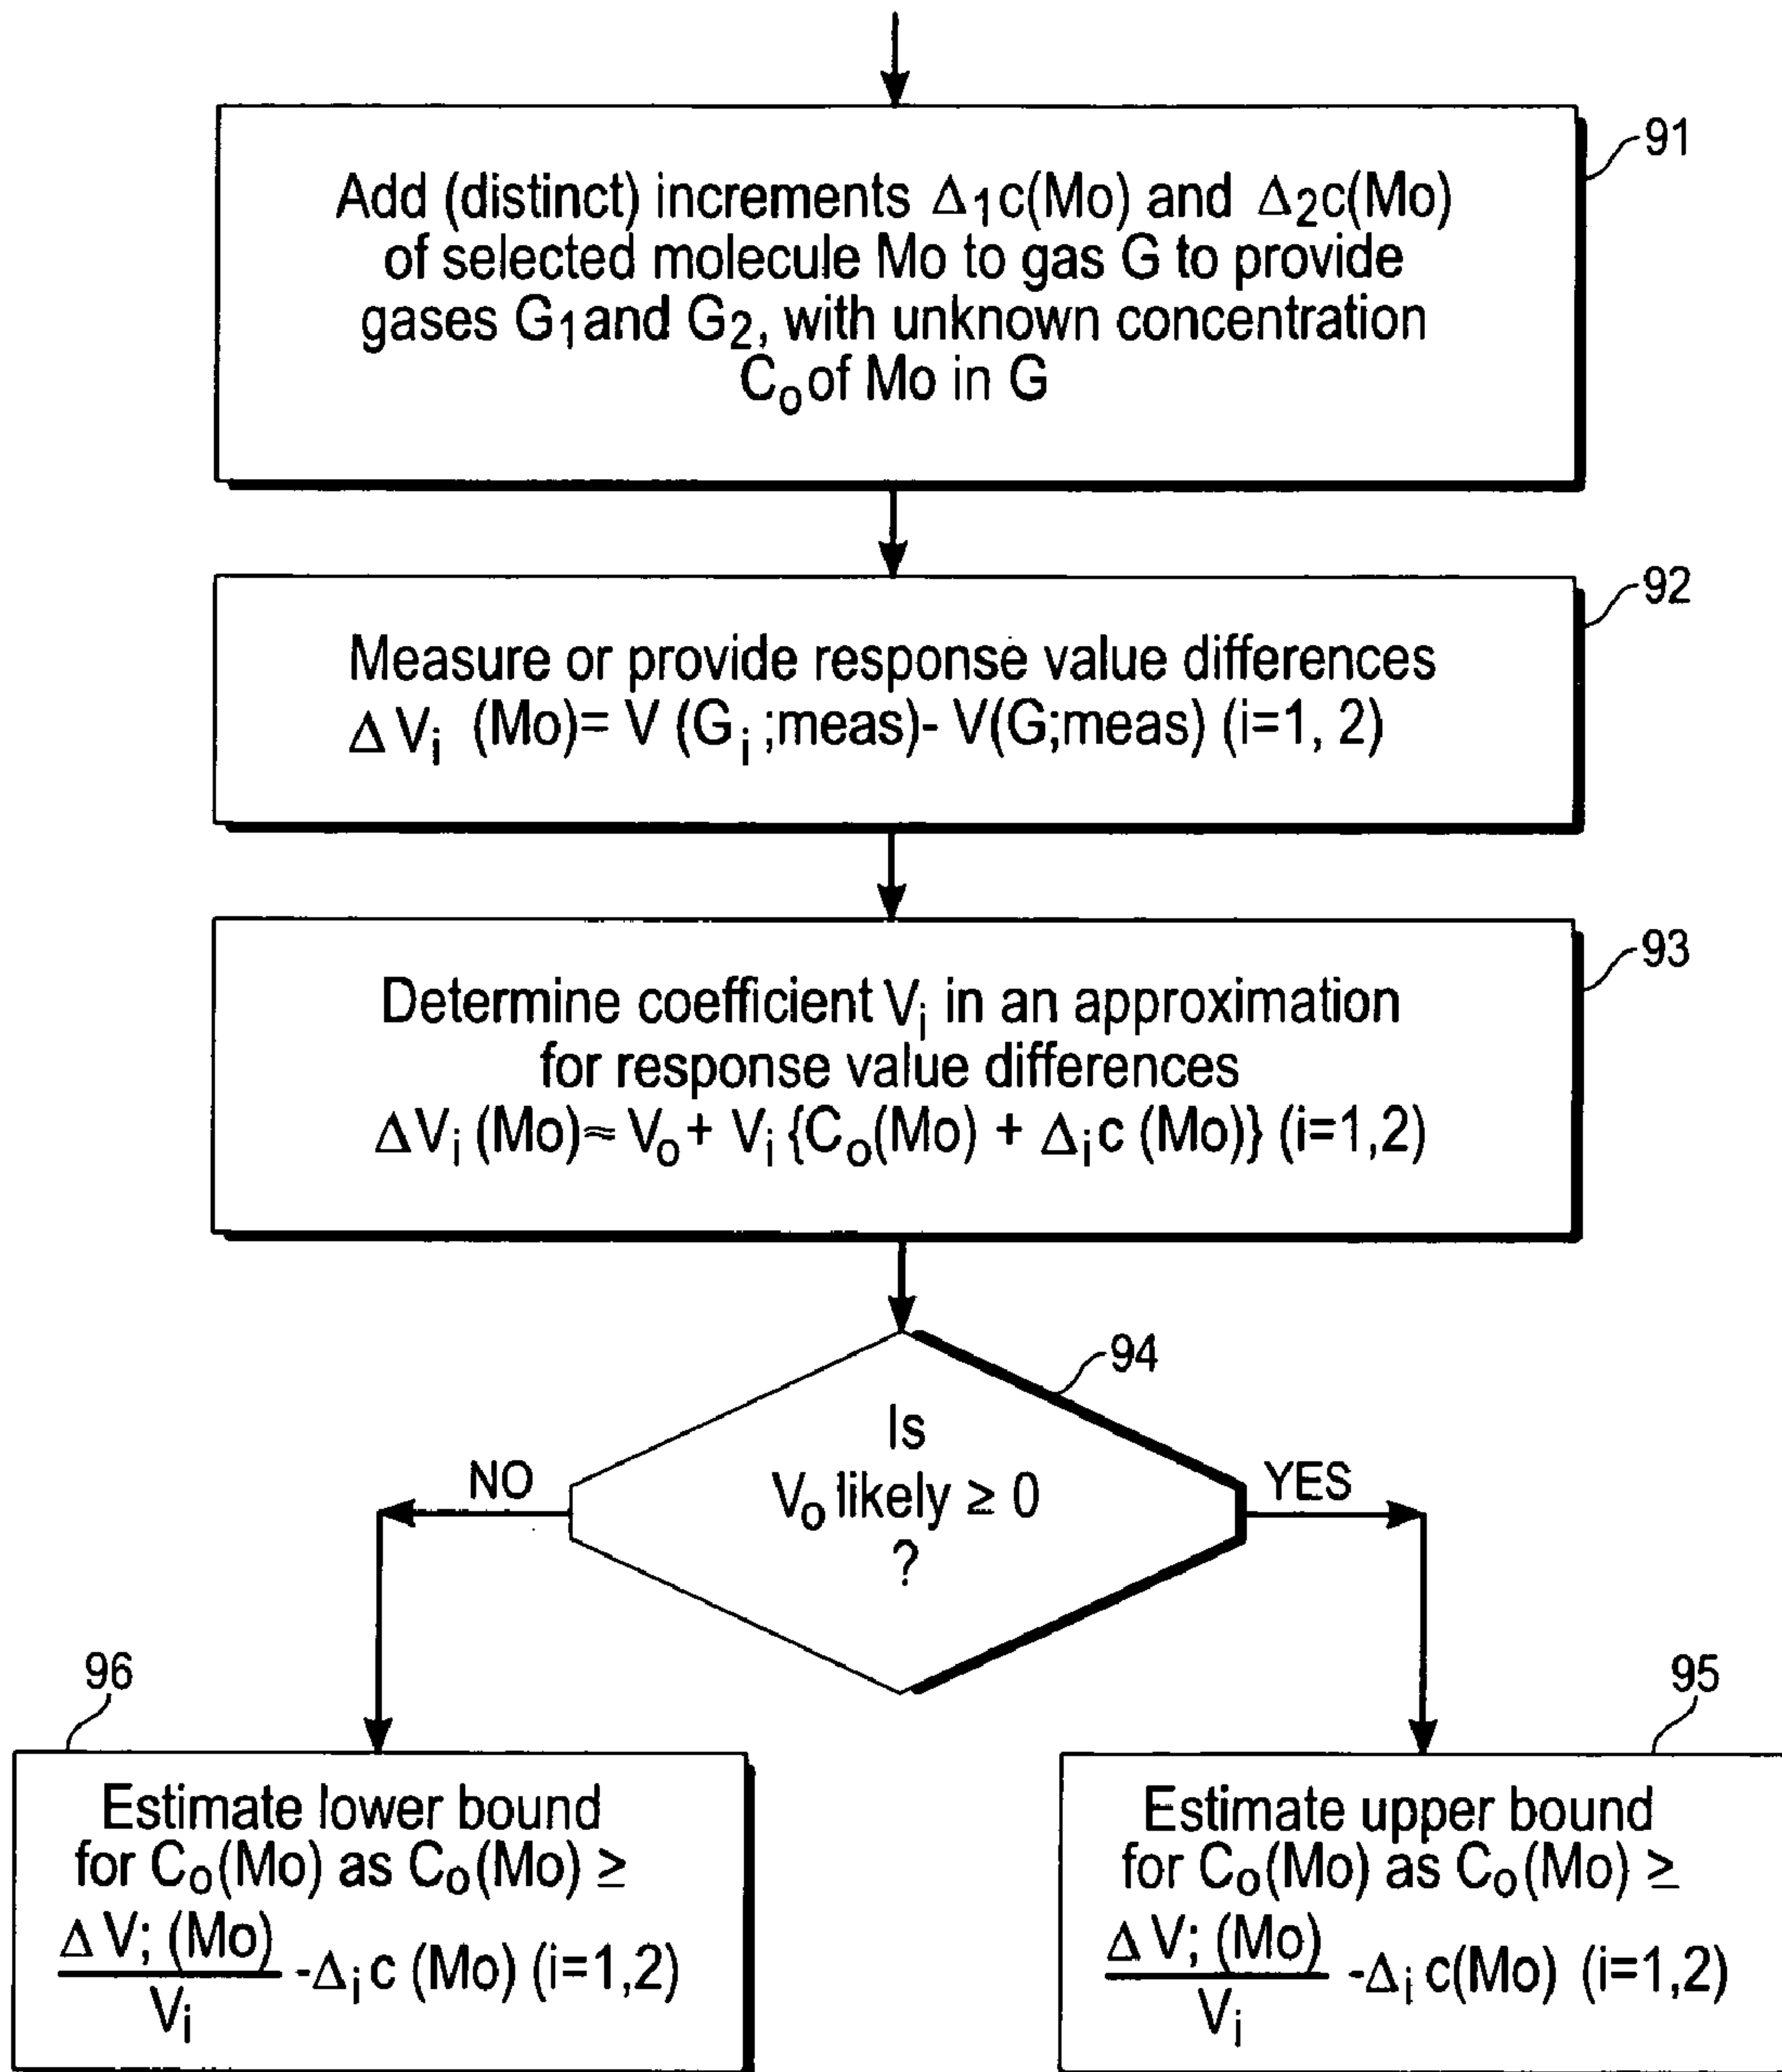 91
Add (distinct) increments Δ₁c(Mo) and Δ₂c(Mo)
of selected molecule Mo to gas G to provide
gases G₁ and G₂, with unknown concentration
Cₒ of Mo in G
92
Measure or provide response value differences
Δ Vᵢ (Mo)= V (Gᵢ ;meas)- V(G;meas) (i=1, 2)
93
Determine coefficient Vᵢ in an approximation
for response value differences
ΔVᵢ (Mo)≈ Vₒ + Vᵢ {Cₒ(Mo) + Δᵢc (Mo)} (i=1,2)
94
Is
Vₒ likely ≥ 0
?
NO
YES
96
Estimate lower bound
for Cₒ(Mo) as Cₒ(Mo) ≥
Δ V; (Mo)
-Δᵢc (Mo) (i=1,2)
Vᵢ
95
Estimate upper bound
for Cₒ(Mo) as Cₒ(Mo) ≥
Δ V; (Mo)
-Δᵢ c(Mo) (i=1,2)
Vᵢ